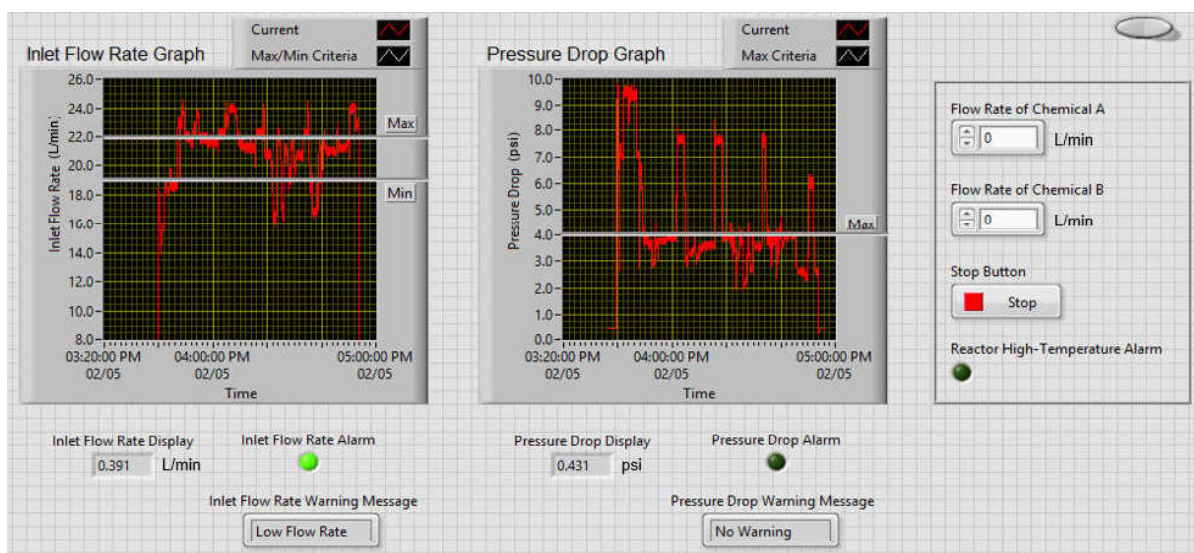 Current
Inlet Flow Rate Graph
Max/Min Criteria
26.0
24.0
22.0
20.0
18.0
16.0
14.0
12.0
10.0
8.0
Inlet Flow Rate (L/min)
Max
Min
03:20:00 PM 04:00:00 PM 05:00:00 PM
02/05 02/05 02/05
Time
Current
Pressure Drop Graph
Max Criteria
10.0
9.0
8.0
7.0
6.0
5.0
4.0
3.0
2.0
1.0
0.0
Pressure Drop (psi)
Max
03:20:00 PM 04:00:00 PM 05:00:00 PM
02/05 02/05 02/05
Time
Flow Rate of Chemical A
0 L/min
Flow Rate of Chemical B
0 L/min
Stop Button
Stop
Reactor High-Temperature Alarm
Inlet Flow Rate Display Inlet Flow Rate Alarm
0.391 L/min
Inlet Flow Rate Warning Message
Low Flow Rate
Pressure Drop Display Pressure Drop Alarm
0.431 psi
Pressure Drop Warning Message
No Warning